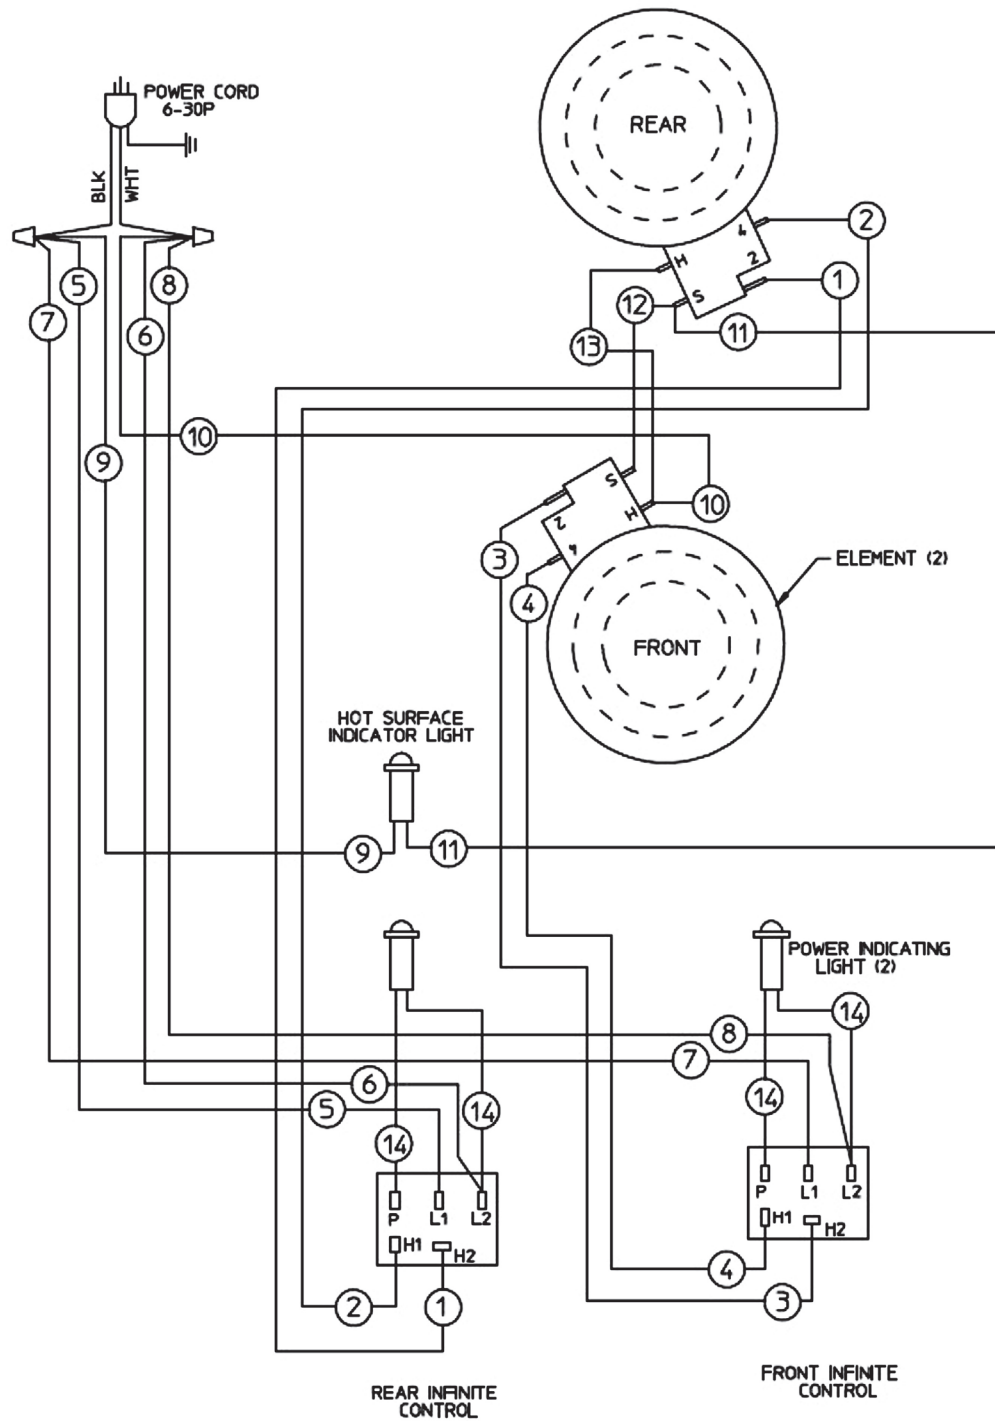 POWER CORD
6-30P
BLK
WHT
REAR
4
2
H
S
2
1
5
8
7
6
12
11
13
10
9
S
H
2
4
10
3
4
ELEMENT (2)
FRONT
HOT SURFACE
INDICATOR LIGHT
9
11
POWER INDICATING
LIGHT (2)
14
8
7
6
5
14
14
14
P
L1
L2
H1
H2
P
L1
L2
H1
H2
4
3
2
1
REAR INFINITE
CONTROL
FRONT INFINITE
CONTROL